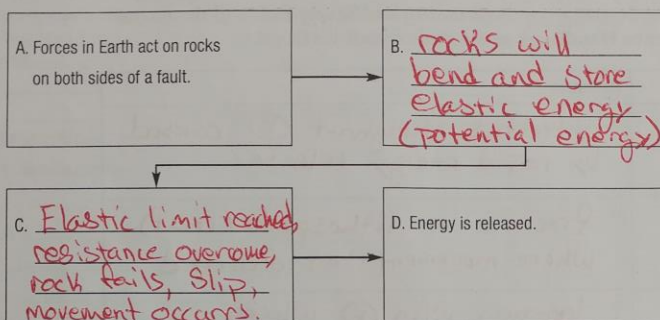 A. Forces in Earth act on rocks
on both sides of a fault.
B. rocks will
bend and store
elastic energy
(potential energy)
C. Elastic limit reached,
resistance overcome,
rock fails, Slip,
movement occurrs.
D. Energy is released.